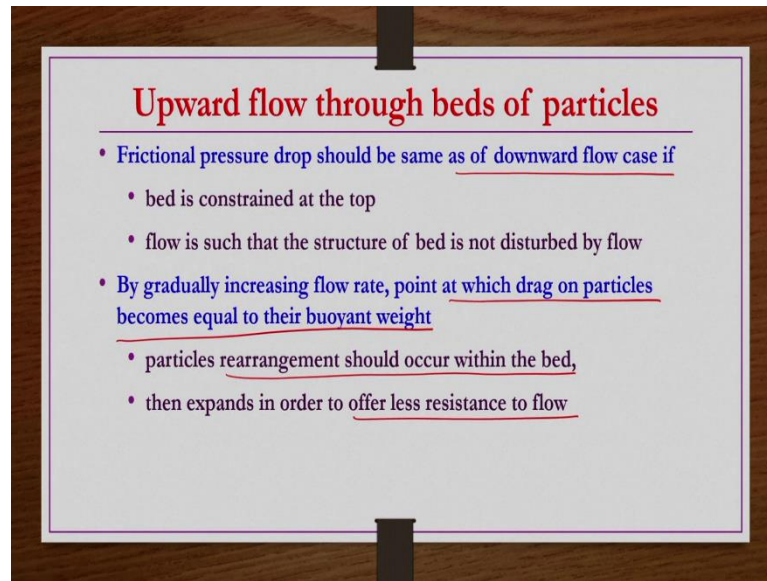 Upward flow through beds of particles
• Frictional pressure drop should be same as of downward flow case if
• bed is constrained at the top
• flow is such that the structure of bed is not disturbed by flow
• By gradually increasing flow rate, point at which drag on particles
becomes equal to their buoyant weight
• particles rearrangement should occur within the bed,
• then expands in order to offer less resistance to flow